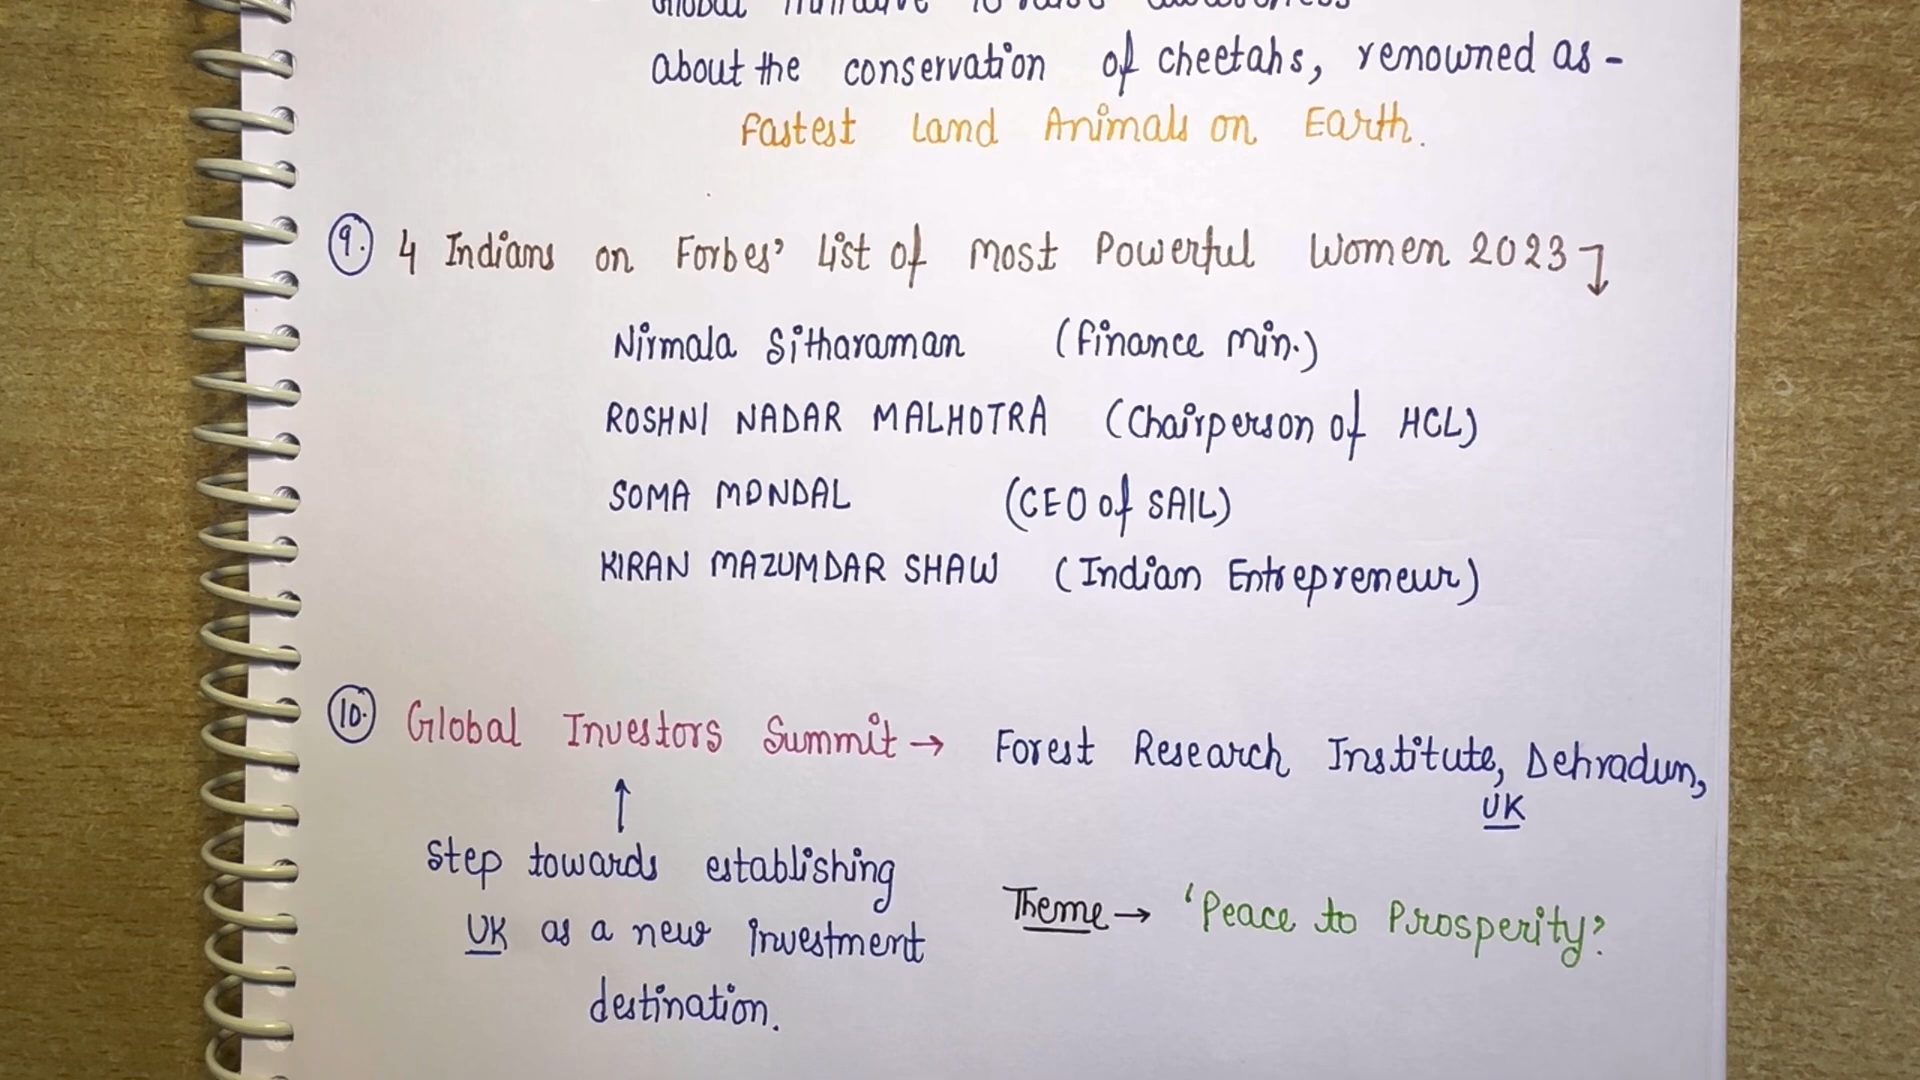 about the conservation of cheetahs, renowned as -
Fastest Land Animals on Earth.
9. 4 Indians on Forbes' list of most Powerful Women 2023
Nirmala Sitharaman (Finance Min.)
ROSHNI NADAR MALHOTRA (Chairperson of HCL)
SOMA MONDAL (CEO of SAIL)
KIRAN MAZUMDAR SHAW (Indian Entrepreneur)
10. Global Investors Summit → Forest Research Institute, Dehradun,
UK
↑
Step towards establishing
UK as a new investment
destination.
Theme → 'Peace to Prosperity'.